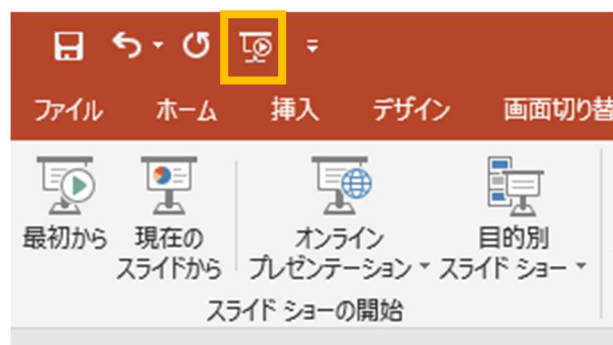 ファイル ホーム 挿入 デザイン 画面切り替
最初から 現在の オンライン 目的別
スライドから プレゼンテーション スライド ショー
スライド ショーの開始